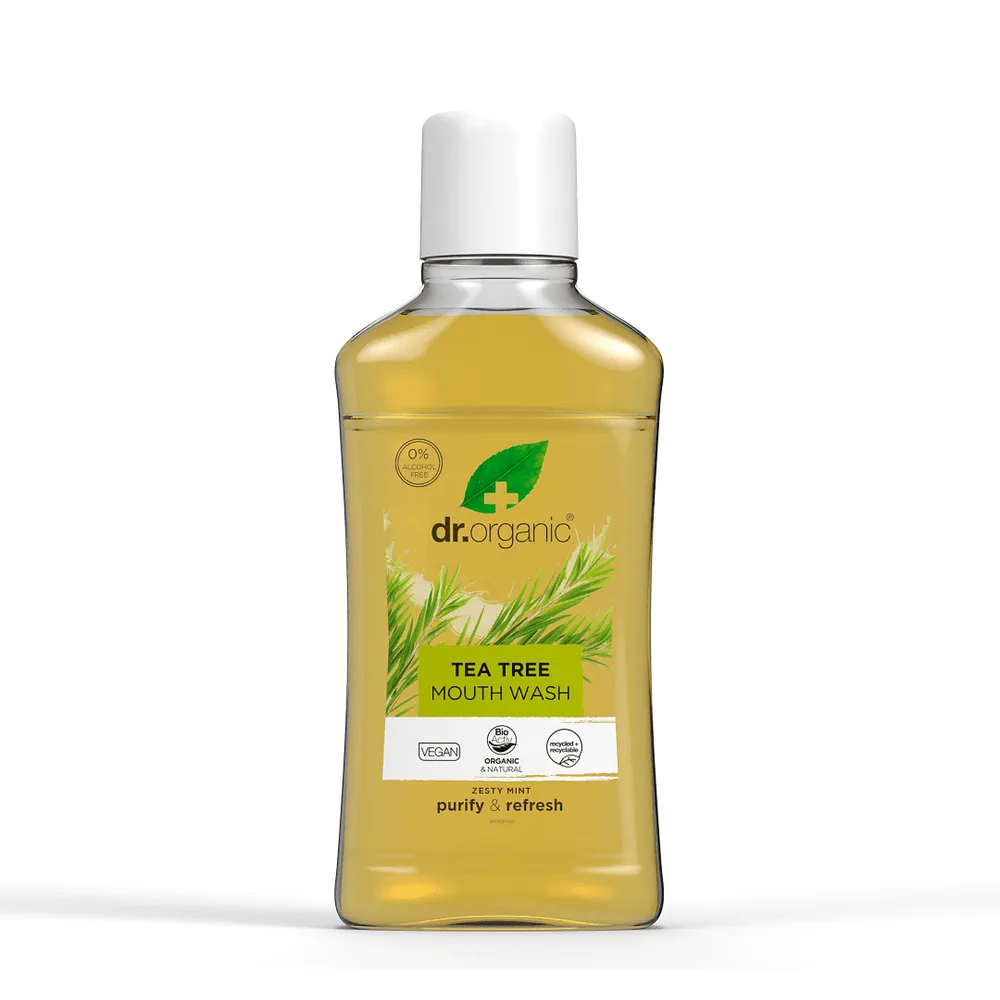 0%
ALCOHOL
FREE
dr.organic®
TEA TREE
MOUTH WASH
VEGAN
Bio
Activ
ORGANIC
& NATURAL
recycled +
recyclable
ZESTY MINT
purify & refresh